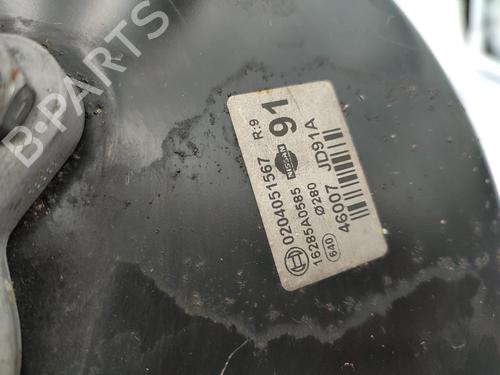 B-PARTS
0204051567 R:9
16285A0585
NISSAN
91
Ø280
46007 JD91A
640